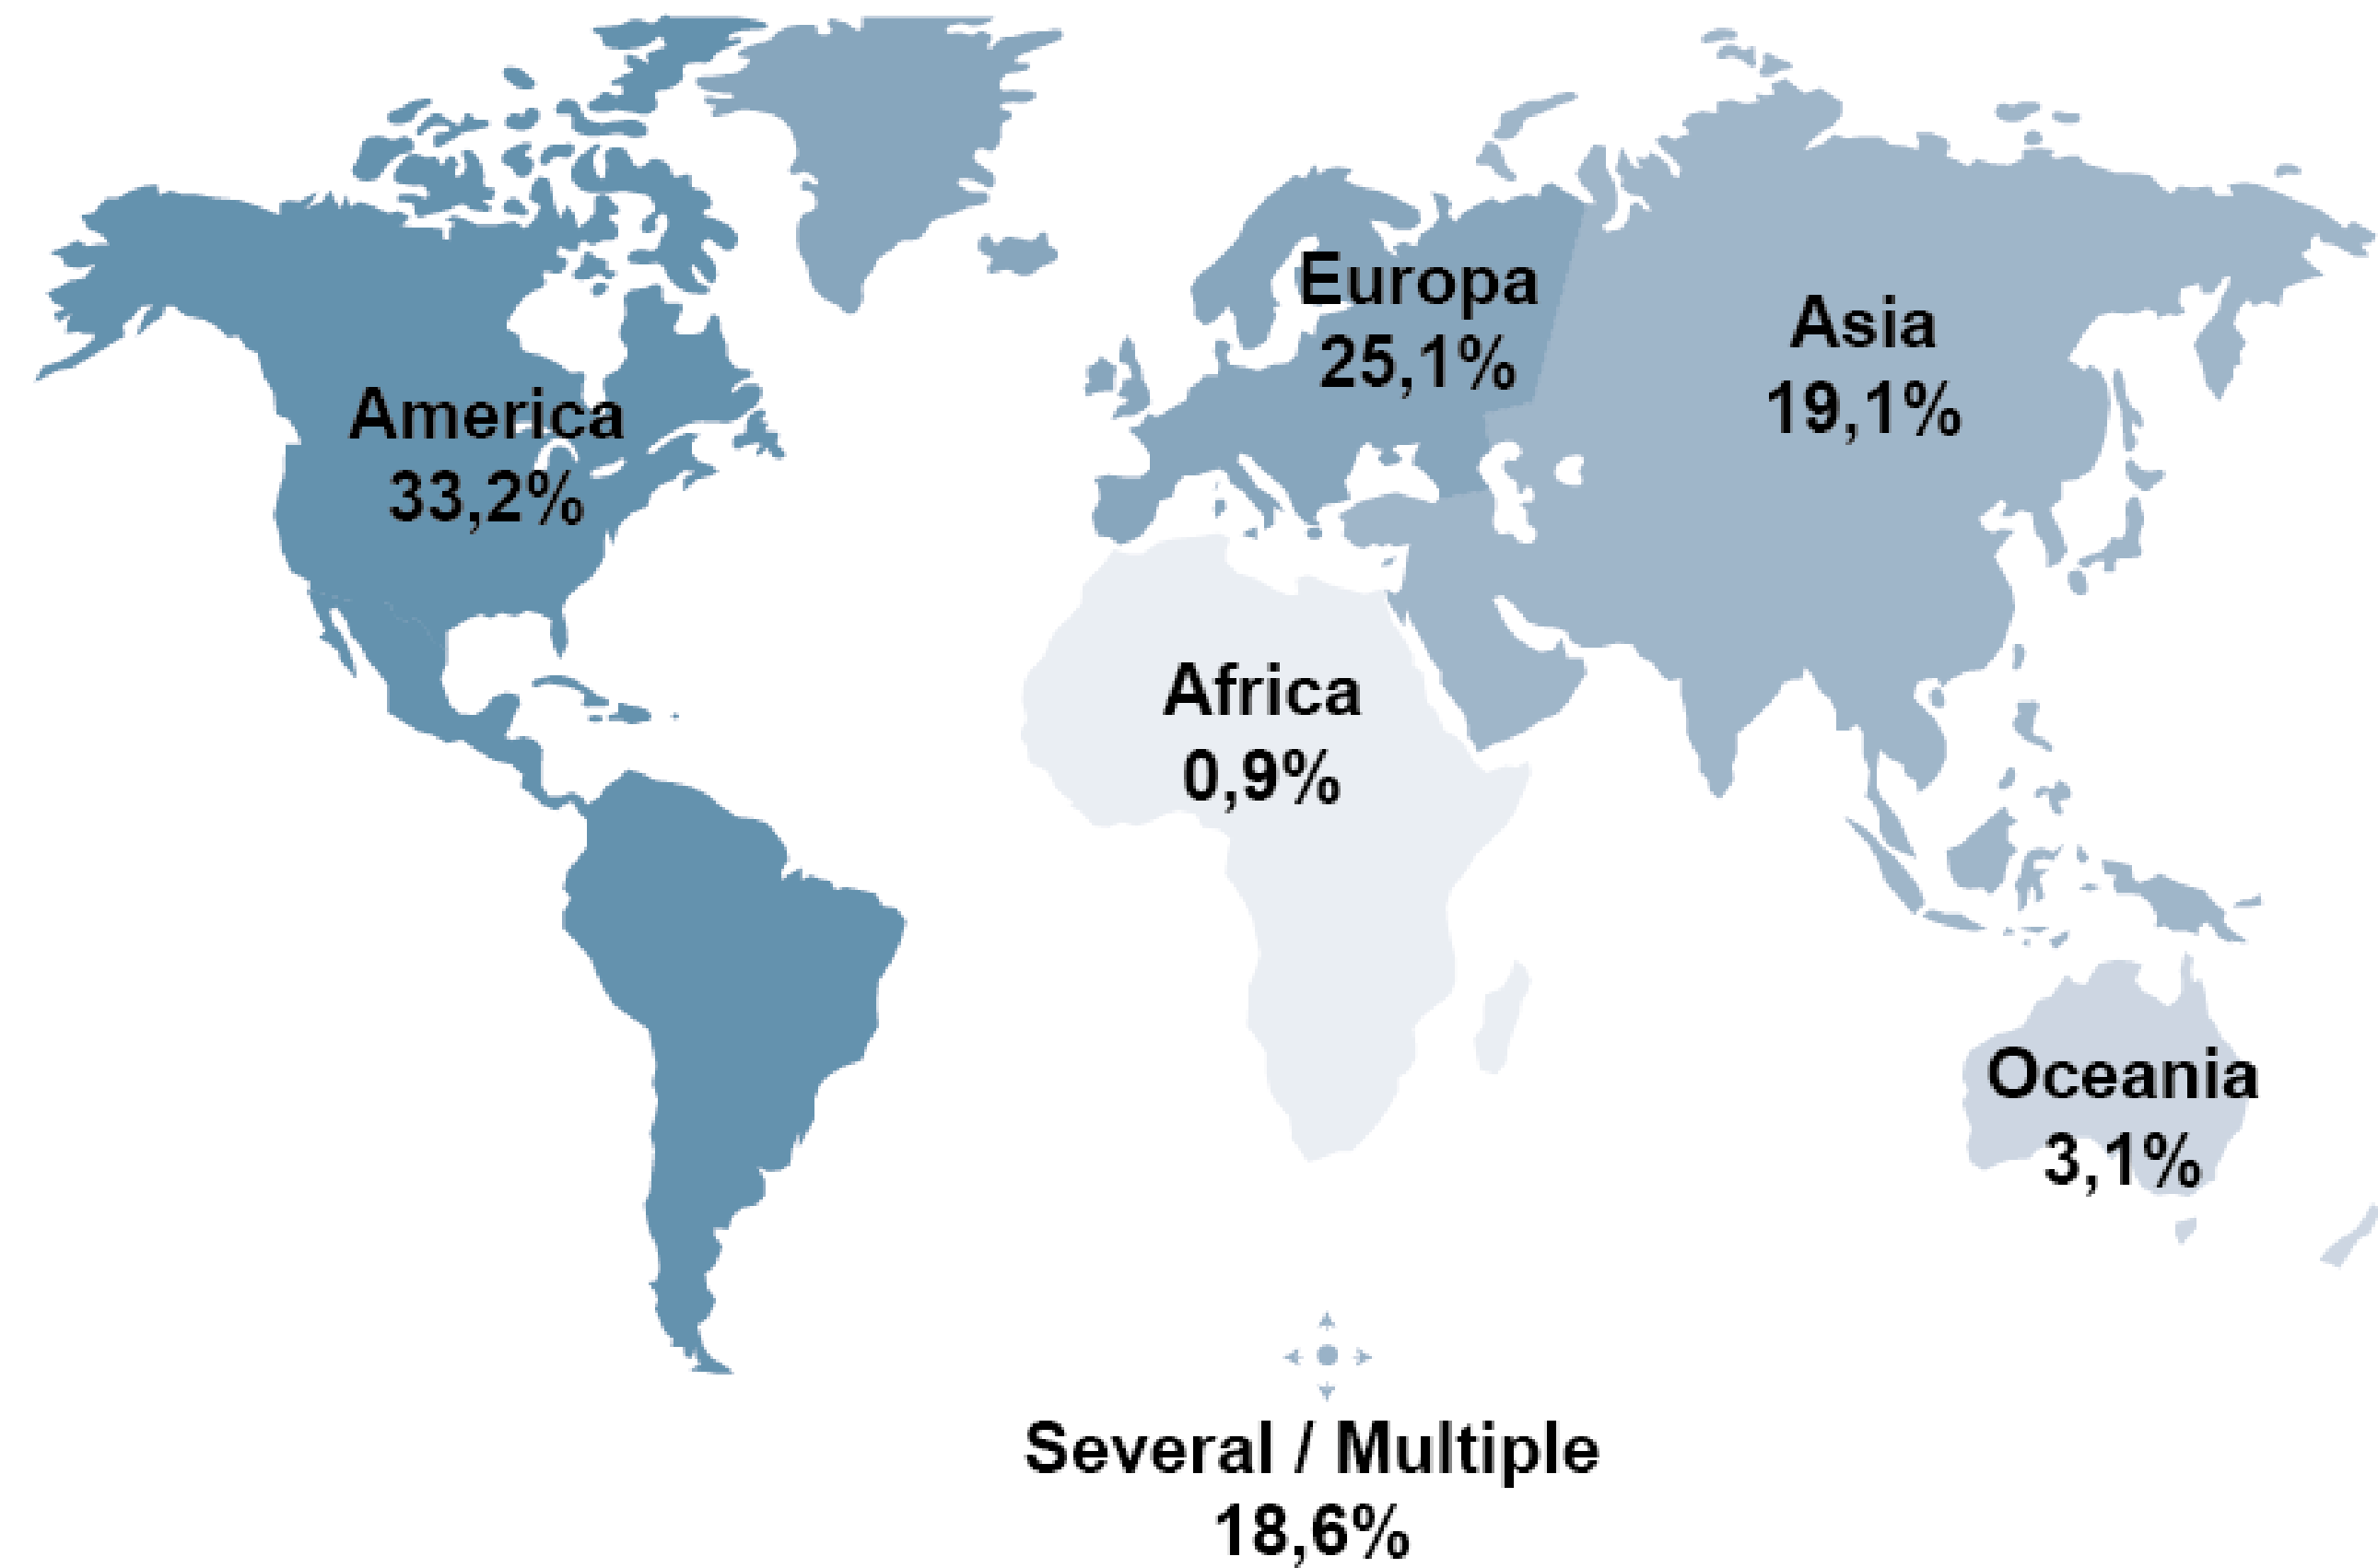 America
33,2%
Europa
25,1%
Asia
19,1%
Africa
0,9%
Oceania
3,1%
Several / Multiple
18,6%